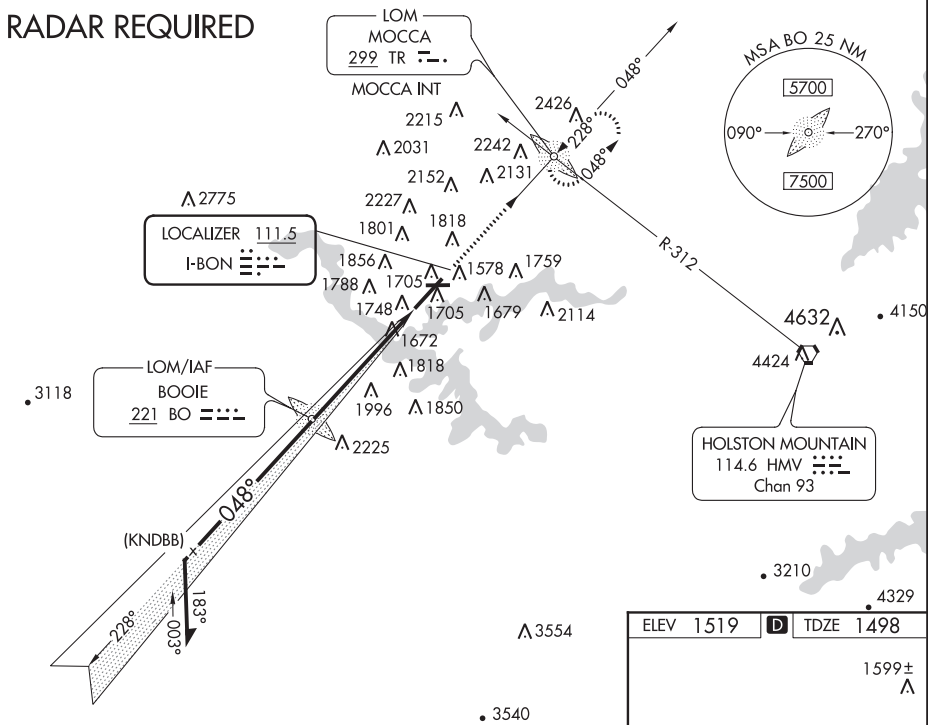 RADAR REQUIRED
LOM
MOCCA
299 TR
MOCCA INT
MSA BO 25 NM
5700
090°
270°
7500
048°
228°
048°
2426
2215
2242
2031
2131
2152
2775
2227
1801
1818
LOCALIZER 111.5
I-BON
1856
1705
1578
1759
1788
1748
1705
1679
2114
1672
R-312
4632
4150
4424
LOM/IAF
BOOIE
221 BO
3118
1818
1996
1850
2225
HOLSTON MOUNTAIN
114.6 HMV
Chan 93
048°
(KNDBB)
183°
003°
228°
3210
4329
3554
3540
ELEV 1519 D TDZE 1498
1599±